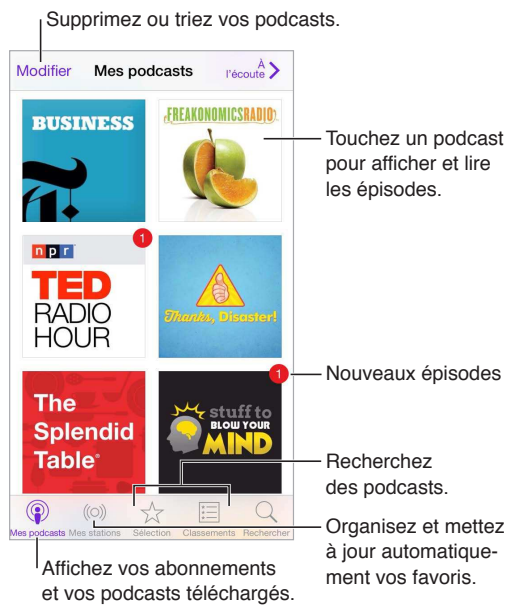 Supprimez ou triez vos podcasts.
Modifier
Mes podcasts
À
l'écoute
BUSINESS
FREAKONOMICSRADIO
Touchez un podcast
pour afficher et lire
les épisodes.
npr
1
TED
RADIO
HOUR
Thanks, Disaster!
Nouveaux épisodes
1
The
Splendid
Table®
stuff to
BLOW YOUR
MIND
Recherchez
des podcasts.
Mes podcasts
Mes stations
Sélection
Classements
Rechercher
Organisez et mettez
à jour automatique-
ment vos favoris.
Affichez vos abonnements
et vos podcasts téléchargés.